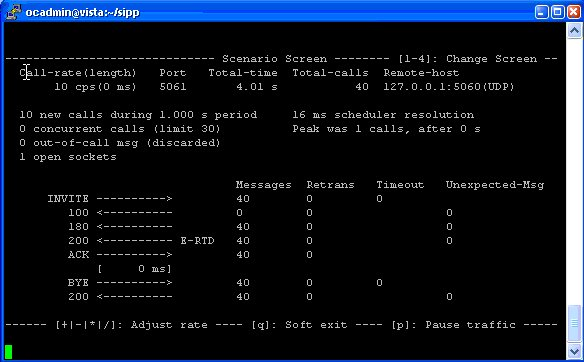 ocadmin@vista:~/sipp
------------------------------ Scenario Screen -------- [1-4]: Change Screen --
Call-rate(length) Port Total-time Total-calls Remote-host
10 cps(0 ms) 5061 4.01 s 40 127.0.0.1:5060(UDP)
10 new calls during 1.000 s period 16 ms scheduler resolution
0 concurrent calls (limit 30) Peak was 1 calls, after 0 s
0 out-of-call msg (discarded)
1 open sockets
Messages Retrans Timeout Unexpected-Msg
INVITE ----------> 40 0 0
100 <---------- 0 0 0
180 <---------- 40 0 0
200 <---------- E-RTD 40 0 0
ACK ----------> 40 0
[ 0 ms]
BYE ----------> 40 0 0
200 <---------- 40 0 0
------ [+|-|*|/]: Adjust rate ---- [q]: Soft exit ---- [p]: Pause traffic -----